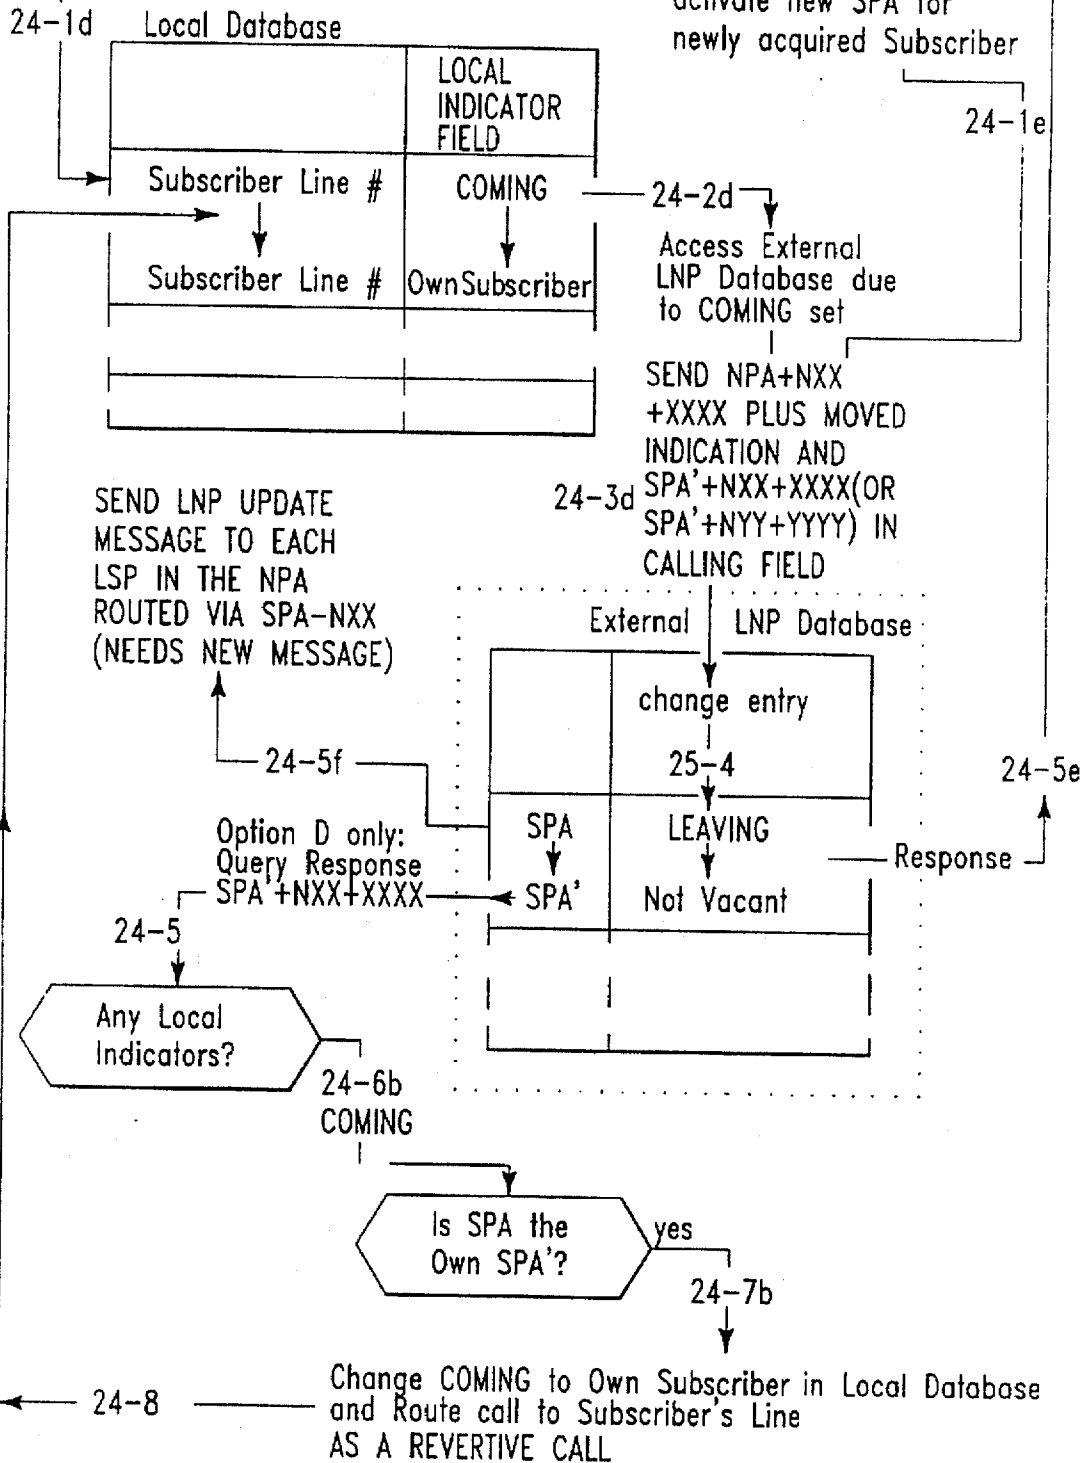 activate new SPA for
newly acquired Subscriber
24-1d
Local Database
LOCAL
INDICATOR
FIELD
24-1e
Subscriber Line #
COMING
24-2d
Subscriber Line #
OwnSubscriber
Access External
LNP Database due
to COMING set
SEND NPA+NXX
+XXXX PLUS MOVED
INDICATION AND
SPA'+NXX+XXXX(OR
SPA'+NYY+YYYY) IN
CALLING FIELD
24-3d
SEND LNP UPDATE
MESSAGE TO EACH
LSP IN THE NPA
ROUTED VIA SPA-NXX
(NEEDS NEW MESSAGE)
External LNP Database
change entry
25-4
24-5f
24-5e
SPA
LEAVING
Response
SPA'
Not Vacant
Option D only:
Query Response
SPA'+NXX+XXXX
24-5
Any Local
Indicators?
24-6b
COMING
Is SPA the
Own SPA'?
yes
24-7b
24-8
Change COMING to Own Subscriber in Local Database
and Route call to Subscriber's Line
AS A REVERTIVE CALL